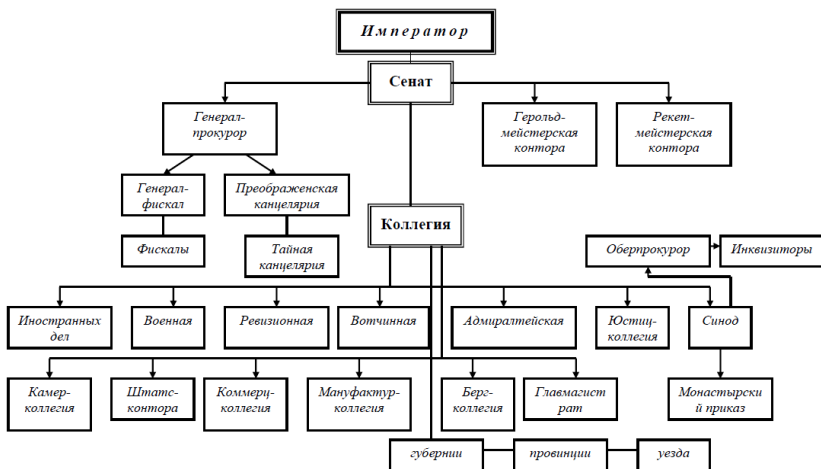 Император
Сенат
Генерал-
прокурор
Герольд-
мейстерская
контора
Рекет-
мейстерская
контора
Генерал-
фискал
Преображенская
канцелярия
Фискалы
Тайная
канцелярия
Коллегия
Оберпрокурор
Инквизиторы
Иностранных
дел
Военная
Ревизионная
Вотчинная
Адмиралтейская
Юстиц-
коллегия
Синод
Камер-
коллегия
Штатс-
контора
Коммерц-
коллегия
Мануфактур-
коллегия
Берг-
коллегия
Главмагист
рат
Монастырски
й приказ
губернии
провинции
уезда